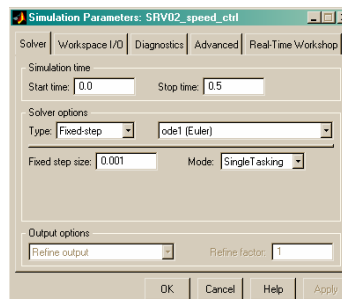 Simulation Parameters: SRV02_speed_ctrl
Solver Workspace I/O Diagnostics Advanced Real-Time Workshop
Simulation time
Start time: 0.0 Stop time: 0.5
Solver options
Type: Fixed-step ode1 (Euler)
Fixed step size: 0.001 Mode: SingleTasking
Output options
Refine output Refine factor: 1
OK Cancel Help Apply